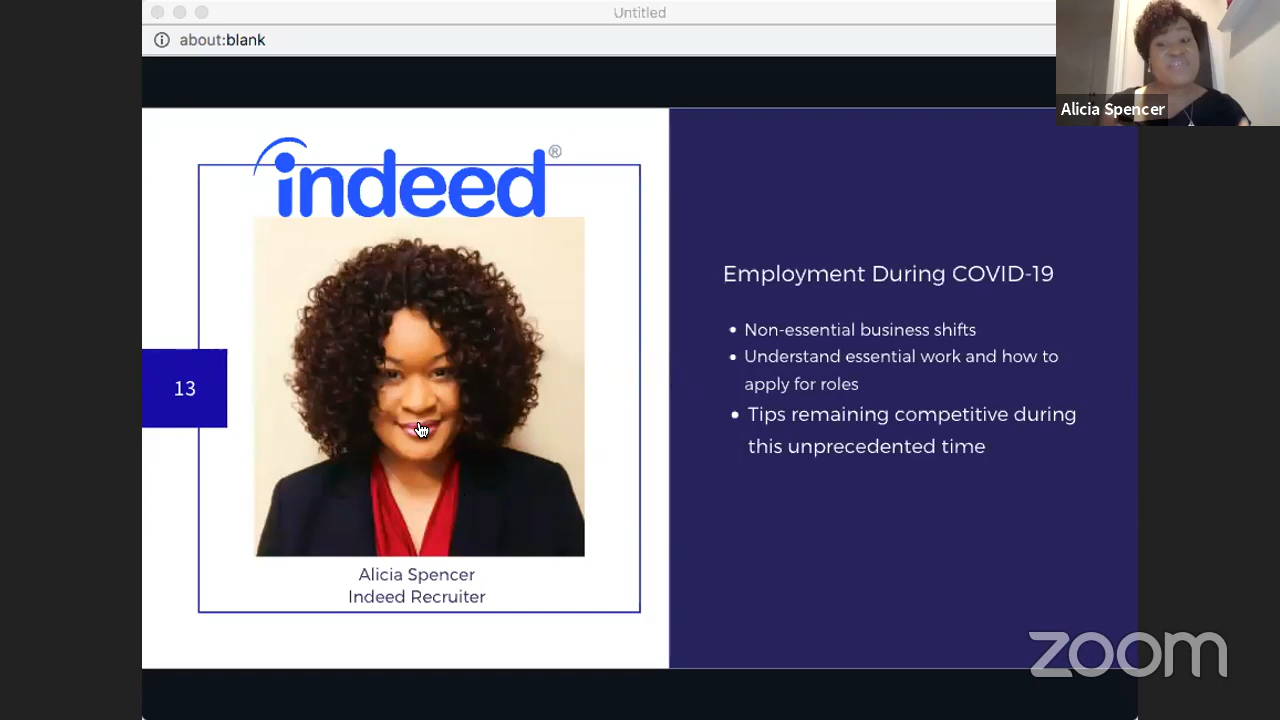 Untitled
about:blank
Alicia Spencer
indeed®
13
Alicia Spencer
Indeed Recruiter
Employment During COVID-19
• Non-essential business shifts
• Understand essential work and how to
apply for roles
• Tips remaining competitive during
this unprecedented time
zoom